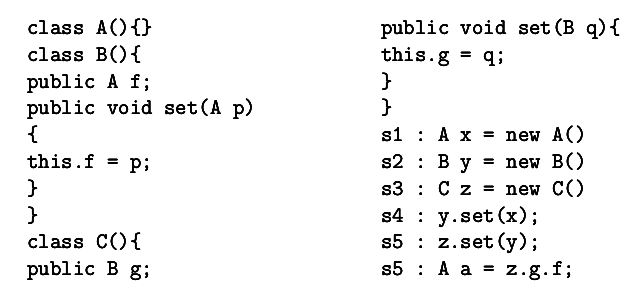 class A(){}
class B(){
public A f;
public void set(A p)
{
this.f = p;
}
}
class C(){
public B g;
public void set(B q){
this.g = q;
}
}
s1 : A x = new A()
s2 : B y = new B()
s3 : C z = new C()
s4 : y.set(x);
s5 : z.set(y);
s5 : A a = z.g.f;